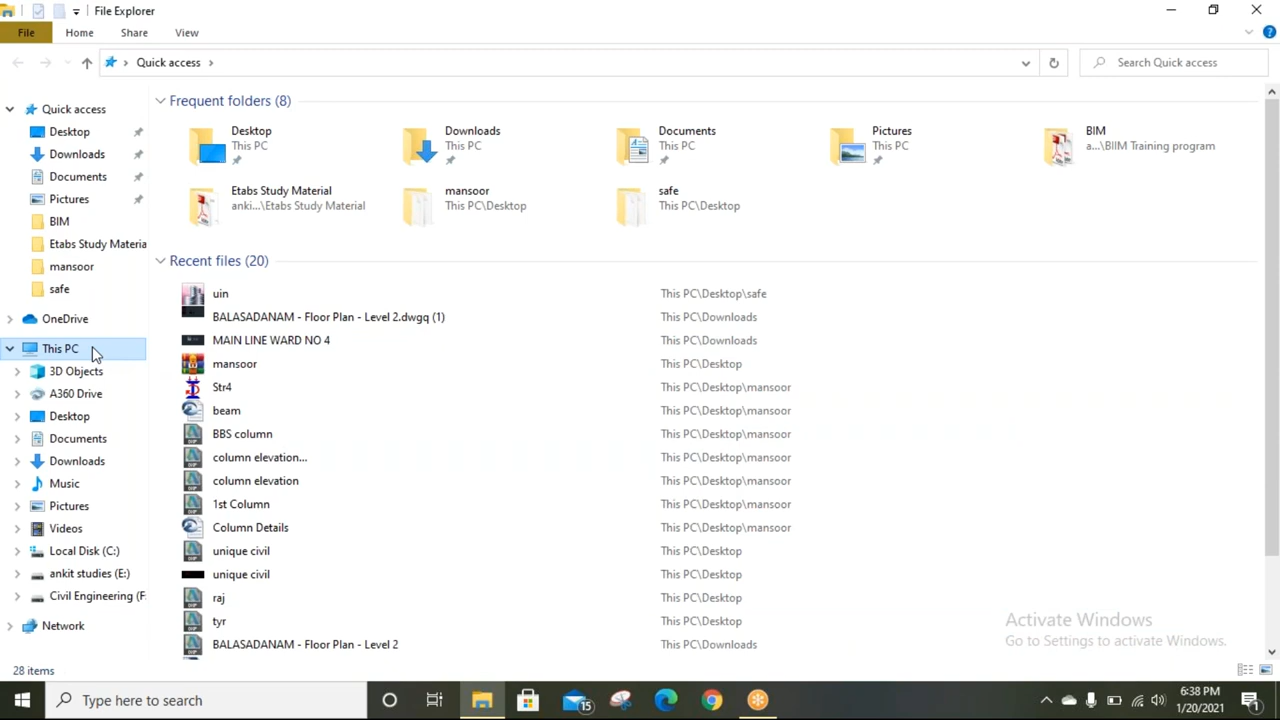 File Explorer
File Home Share View
Quick access
Search Quick access
Quick access
Desktop
Downloads
Documents
Pictures
BIM
Etabs Study Materia
mansoor
safe
OneDrive
This PC
3D Objects
A360 Drive
Desktop
Documents
Downloads
Music
Pictures
Videos
Local Disk (C:)
ankit studies (E:)
Civil Engineering (F:
Network
Frequent folders (8)
Desktop
This PC
Downloads
This PC
Documents
This PC
Pictures
This PC
BIM
a...\BIIM Training program
Etabs Study Material
anki...\Etabs Study Material
mansoor
This PC\Desktop
safe
This PC\Desktop
Recent files (20)
uin This PC\Desktop\safe
BALASADANAM - Floor Plan - Level 2.dwgq (1) This PC\Downloads
MAIN LINE WARD NO 4 This PC\Downloads
mansoor This PC\Desktop
Str4 This PC\Desktop\mansoor
beam This PC\Desktop\mansoor
BBS column This PC\Desktop\mansoor
column elevation... This PC\Desktop\mansoor
column elevation This PC\Desktop\mansoor
1st Column This PC\Desktop\mansoor
Column Details This PC\Desktop\mansoor
unique civil This PC\Desktop
unique civil This PC\Desktop
raj This PC\Desktop
tyr This PC\Desktop
BALASADANAM - Floor Plan - Level 2 This PC\Downloads
Activate Windows
Go to Settings to activate Windows.
28 items
Type here to search
15
6:38 PM
1/20/2021
1